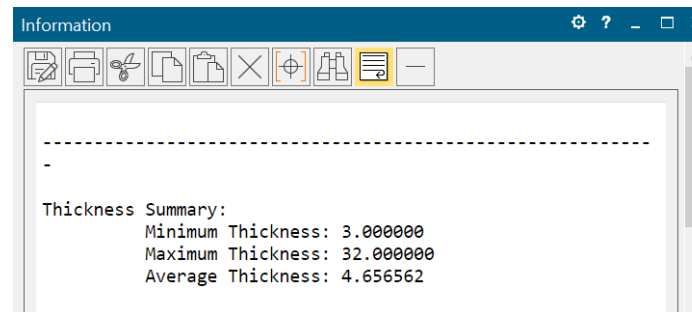 Information
------------------------------------------------------------
-
Thickness Summary:
Minimum Thickness: 3.000000
Maximum Thickness: 32.000000
Average Thickness: 4.656562